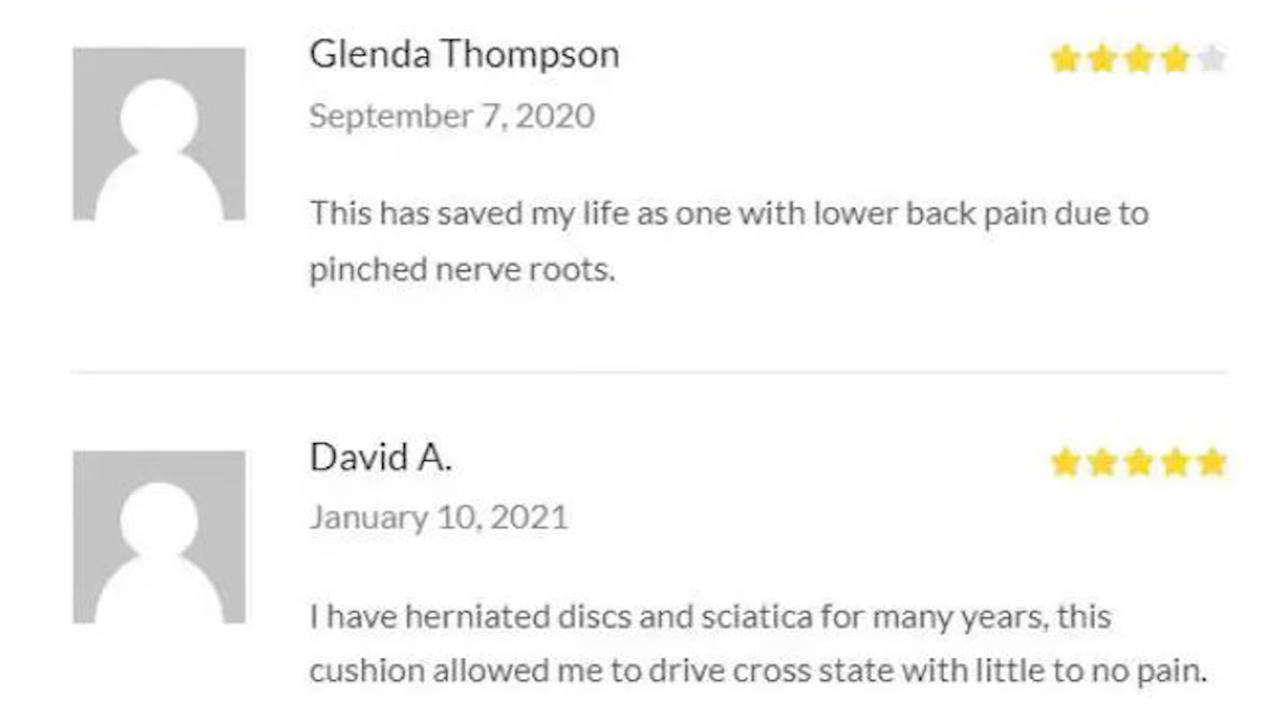 Glenda Thompson
September 7, 2020
This has saved my life as one with lower back pain due to
pinched nerve roots.
David A.
January 10, 2021
I have herniated discs and sciatica for many years, this
cushion allowed me to drive cross state with little to no pain.